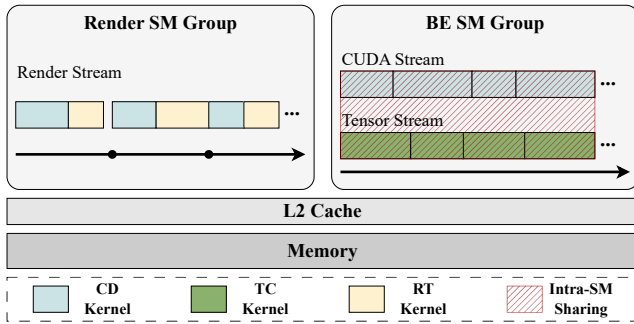 Render SM Group
BE SM Group
Render Stream
...
CUDA Stream
...
Tensor Stream
...
L2 Cache
Memory
CD
Kernel
TC
Kernel
RT
Kernel
Intra-SM
Sharing